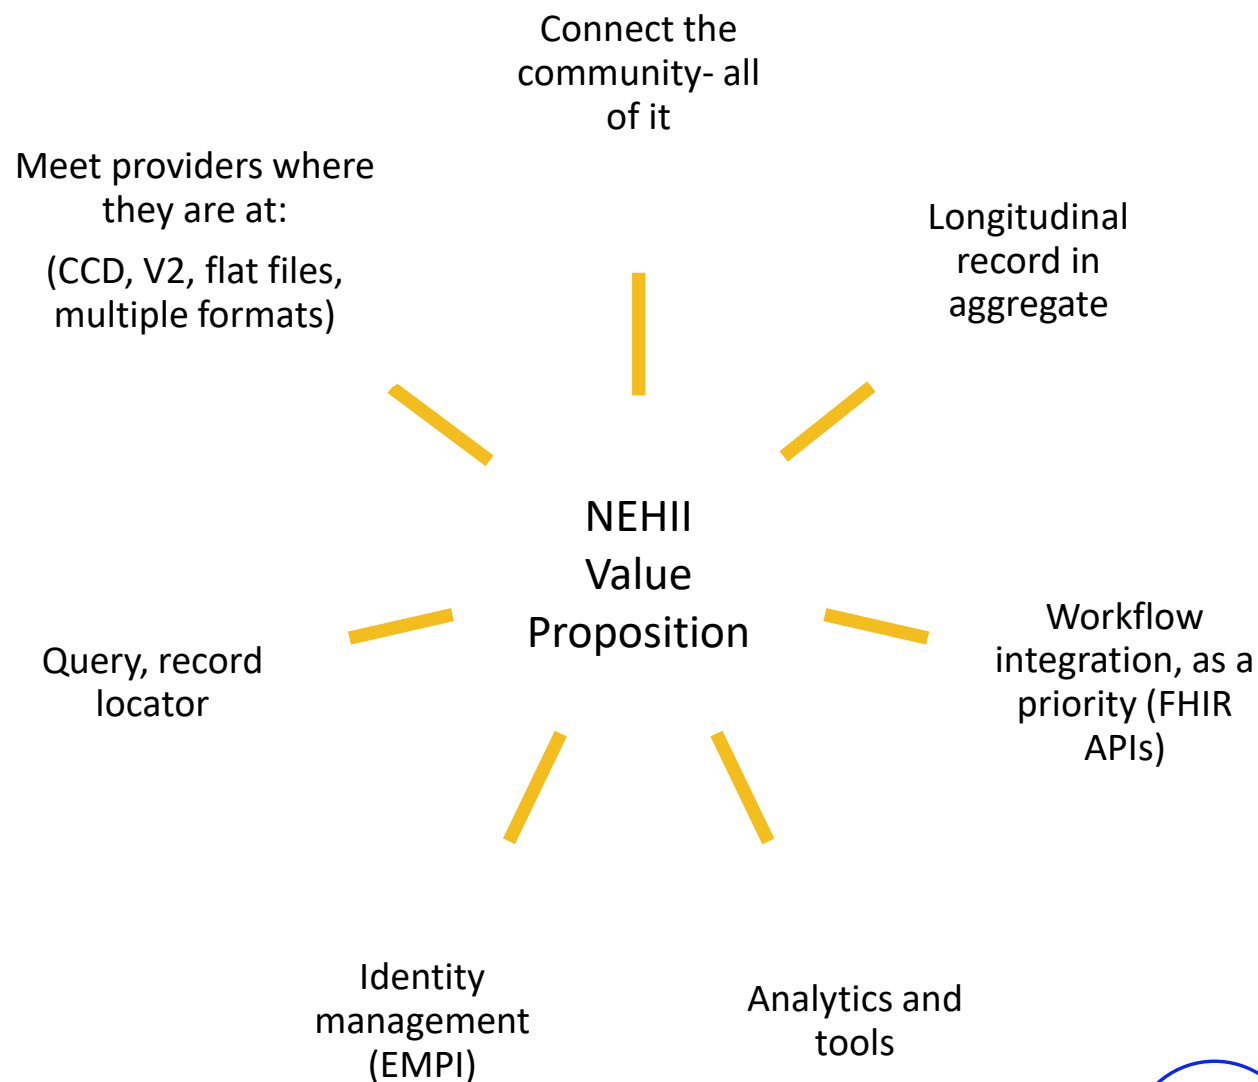 Connect the
community- all
of it
Meet providers where
they are at:
(CCD, V2, flat files,
multiple formats)
Longitudinal
record in
aggregate
NEHII
Value
Proposition
Query, record
locator
Workflow
integration, as a
priority (FHIR
APIs)
Identity
management
(EMPI)
Analytics and
tools